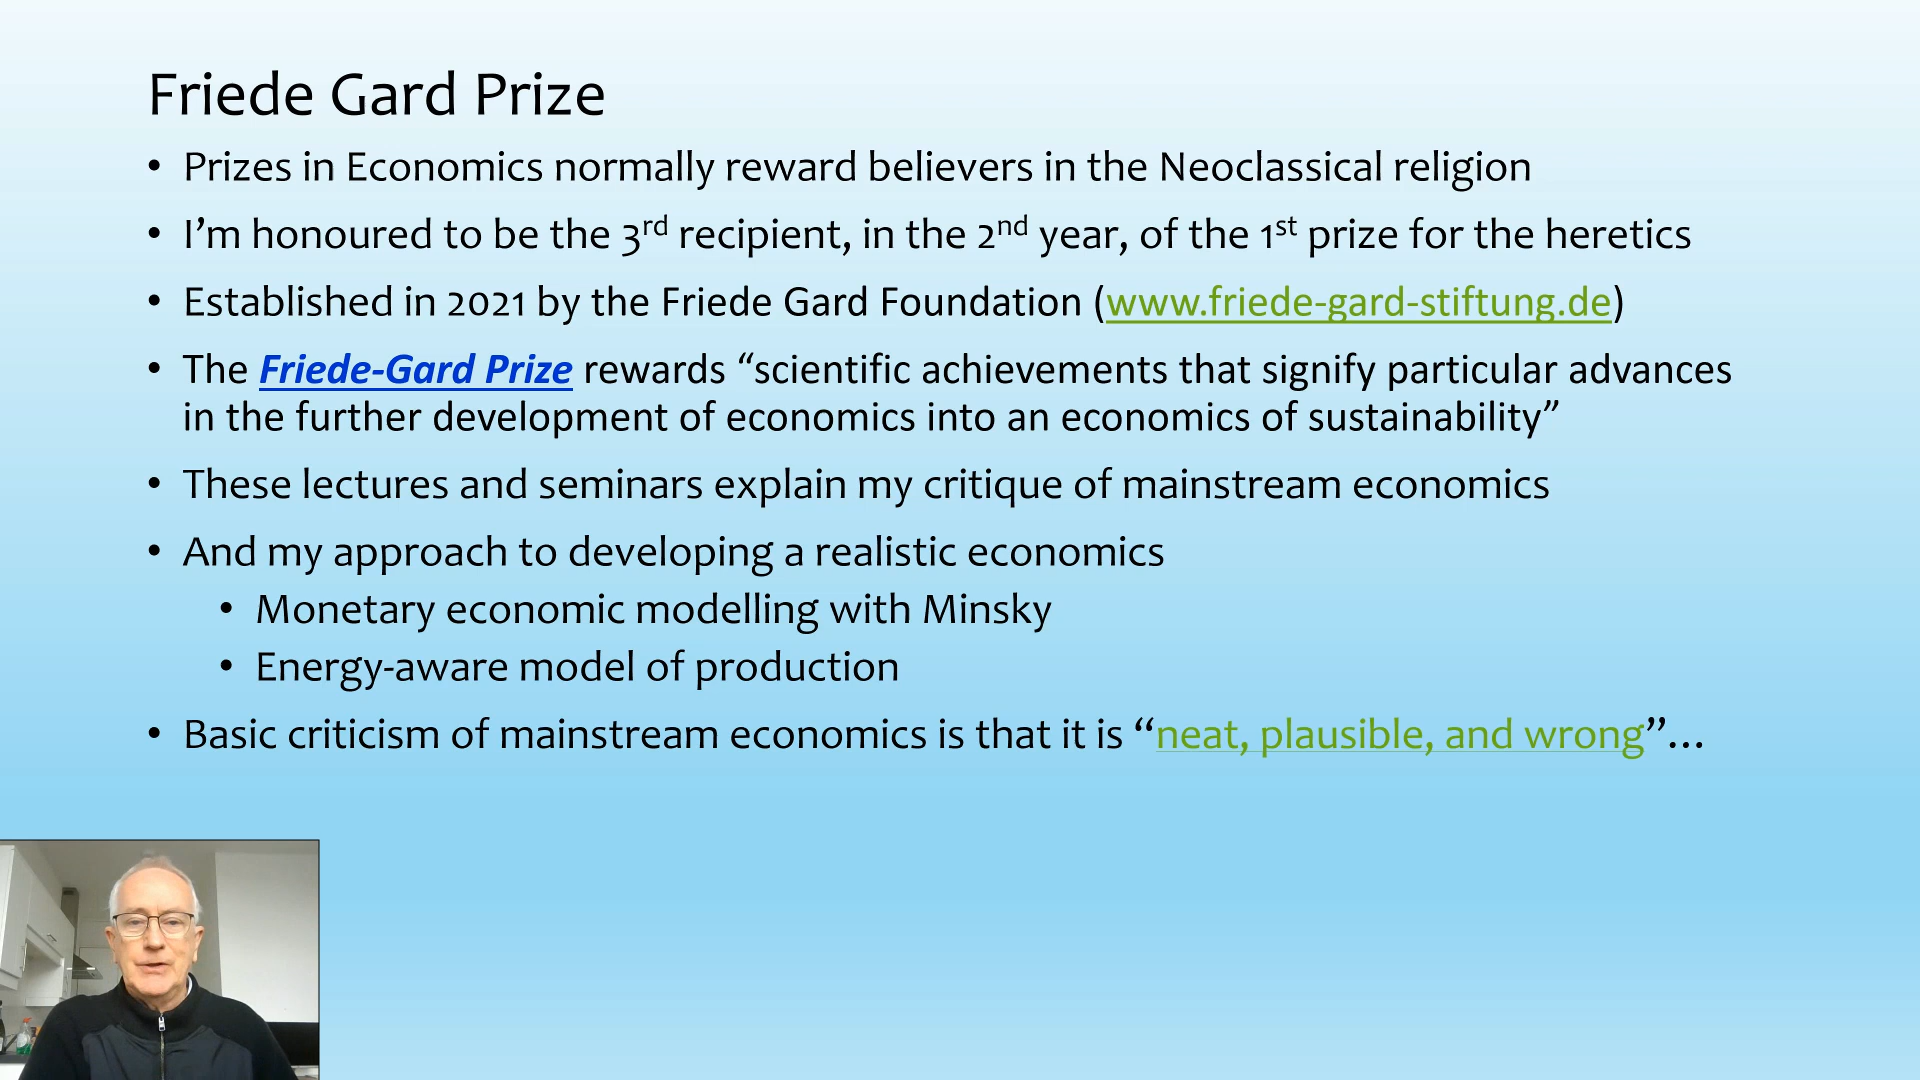 Friede Gard Prize
• Prizes in Economics normally reward believers in the Neoclassical religion
• I’m honoured to be the 3rd recipient, in the 2nd year, of the 1st prize for the heretics
• Established in 2021 by the Friede Gard Foundation (www.friede-gard-stiftung.de)
• The Friede-Gard Prize rewards “scientific achievements that signify particular advances
in the further development of economics into an economics of sustainability”
• These lectures and seminars explain my critique of mainstream economics
• And my approach to developing a realistic economics
• Monetary economic modelling with Minsky
• Energy-aware model of production
• Basic criticism of mainstream economics is that it is “neat, plausible, and wrong”…